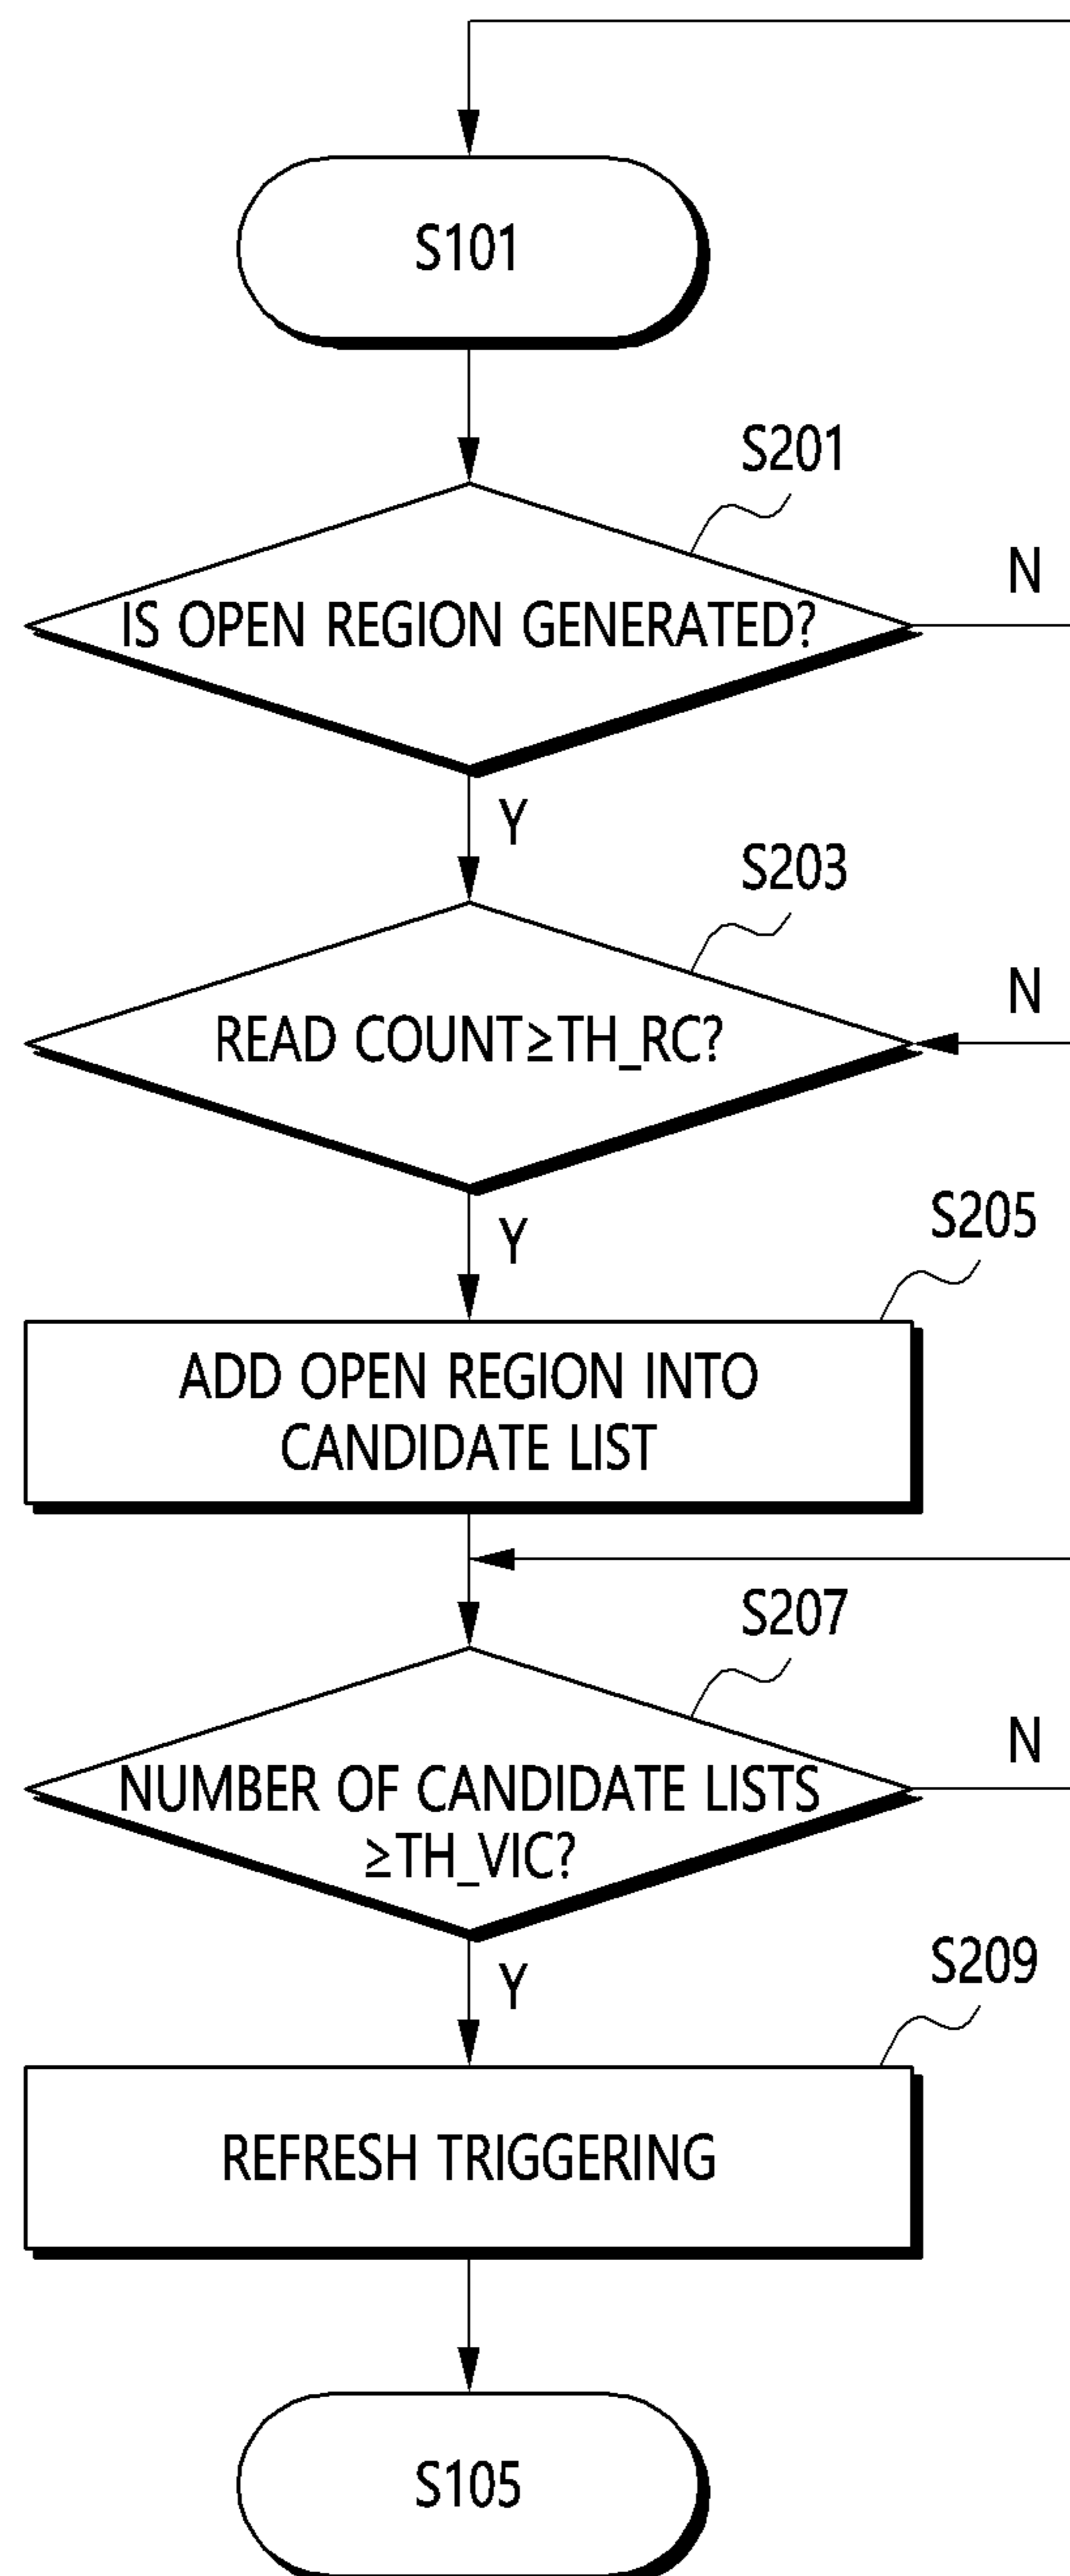 S101
S201
IS OPEN REGION GENERATED?
N
Y
S203
READ COUNT≥TH_RC?
N
Y
S205
ADD OPEN REGION INTO
CANDIDATE LIST
S207
NUMBER OF CANDIDATE LISTS
≥TH_VIC?
N
Y
S209
REFRESH TRIGGERING
S105